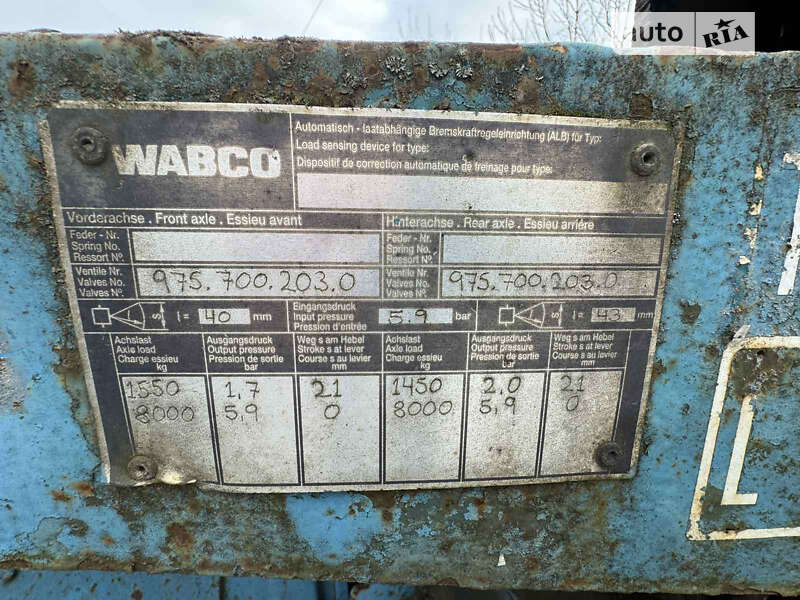 auto RIA
WABCO
Automatisch - laatabhängige Bremskraftregeleinrichtung (ALB) für Typ:
Load sensing device for type:
Dispositif de correction automatique de freinage pour type:
Vorderachse . Front axle . Essieu avant
Hinterachse . Rear axle . Essieu arrière
Feder - Nr. Feder - Nr.
Spring No. Spring No.
Ressort Nº. Ressort Nº.
Ventile Nr. Ventile Nr.
Valves No. 975.700.203.0 Valves No. 975.700.203.0
Valves Nº. Valves Nº.
Eingangsdruck
S l = 40 mm Input pressure 5.9 bar S l = 43 mm
Pression d'entrée
Achslast Ausgangsdruck Weg s am Hebel Achslast Ausgangsdruck Weg s am Hebel
Axle load Output pressure Stroke s at lever Axle load Output pressure Stroke s at lever
Charge essieu Pression de sortie Course s au levier Charge essieu Pression de sortie Course s au levier
kg bar mm kg bar mm
1550 1,7 21 1450 2.0 21
8000 5,9 0 8000 5,9 0
L